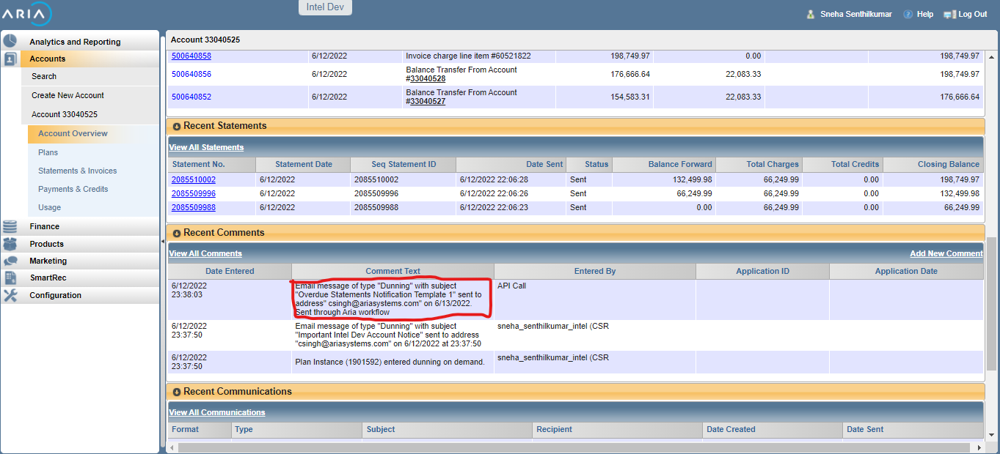 ARIA
Intel Dev
Sneha Senthilkumar
Help
Log Out
Analytics and Reporting
Accounts
Search
Create New Account
Account 33040525
Account Overview
Plans
Statements & Invoices
Payments & Credits
Usage
Finance
Products
Marketing
SmartRec
Configuration
Account 33040525
500640858 6/12/2022 Invoice charge line item #60521822 198,749.97 0.00 198,749.97
500640856 6/12/2022 Balance Transfer From Account
#33040528 176,666.64 22,083.33 198,749.97
500640852 6/12/2022 Balance Transfer From Account
#33040527 154,583.31 22,083.33 176,666.64
Recent Statements
View All Statements
Statement No. Statement Date Seq Statement ID Date Sent Status Balance Forward Total Charges Total Credits Closing Balance
2085510002 6/12/2022 2085510002 6/12/2022 22:06:28 Sent 132,499.98 66,249.99 0.00 198,749.97
2085509996 6/12/2022 2085509996 6/12/2022 22:06:26 Sent 66,249.99 66,249.99 0.00 132,499.98
2085509988 6/12/2022 2085509988 6/12/2022 22:06:23 Sent 0.00 66,249.99 0.00 66,249.99
Recent Comments
View All Comments Add New Comment
Date Entered Comment Text Entered By Application ID Application Date
6/12/2022
23:38:03
Email message of type "Dunning" with subject
"Overdue Statements Notification Template 1" sent to
address" csingh@ariasystems.com" on 6/13/2022.
Sent through Aria workflow
API Call
6/12/2022
23:37:50
Email message of type "Dunning" with subject
"Important Intel Dev Account Notice" sent to address
"csingh@ariasystems.com" on 6/12/2022 at 23:37:50
sneha_senthilkumar_intel (CSR
6/12/2022
23:37:50
Plan Instance (1901592) entered dunning on demand.
sneha_senthilkumar_intel (CSR
Recent Communications
View All Communications
Format Type Subject Recipient Date Created Date Sent